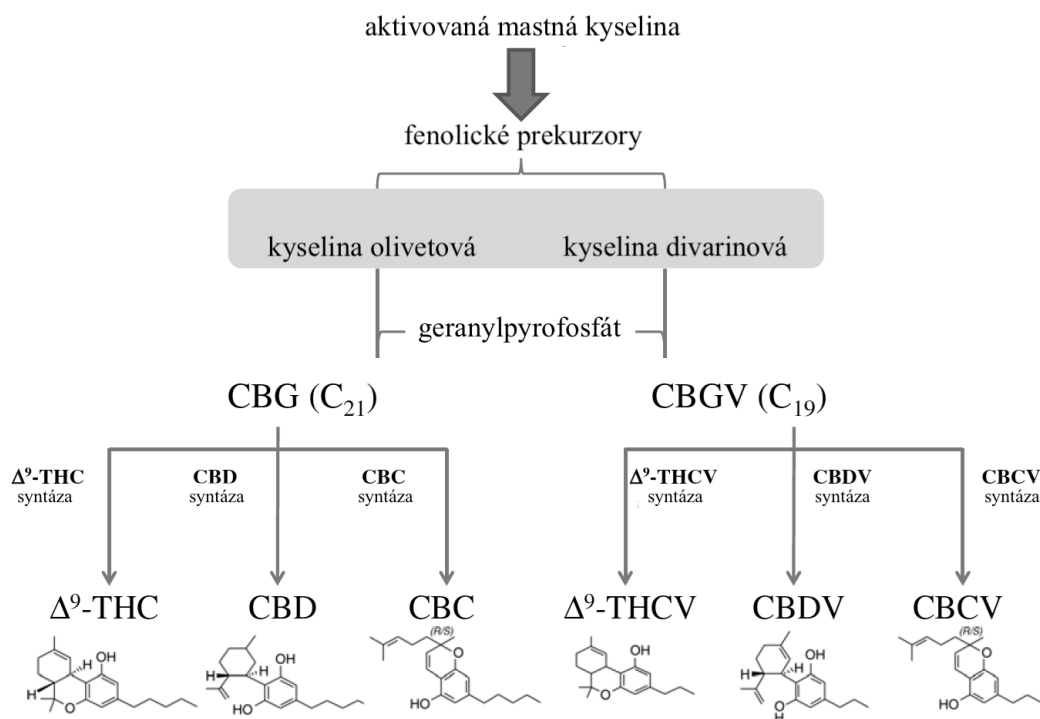 aktivovaná mastná kyselina
fenolické prekurzory
kyselina olivetová kyselina divarinová
geranylpyrofosfát
CBG (C₂₁) CBGV (C₁₉)
Δ⁹-THC CBD CBC Δ⁹-THCV CBDV CBCV
syntáza syntáza syntáza syntáza syntáza syntáza
Δ⁹-THC CBD CBC Δ⁹-THCV CBDV CBCV
(R/S) (R/S)
H OH H O
H OH HO
O HO
OH O
H OH H OH
O HO